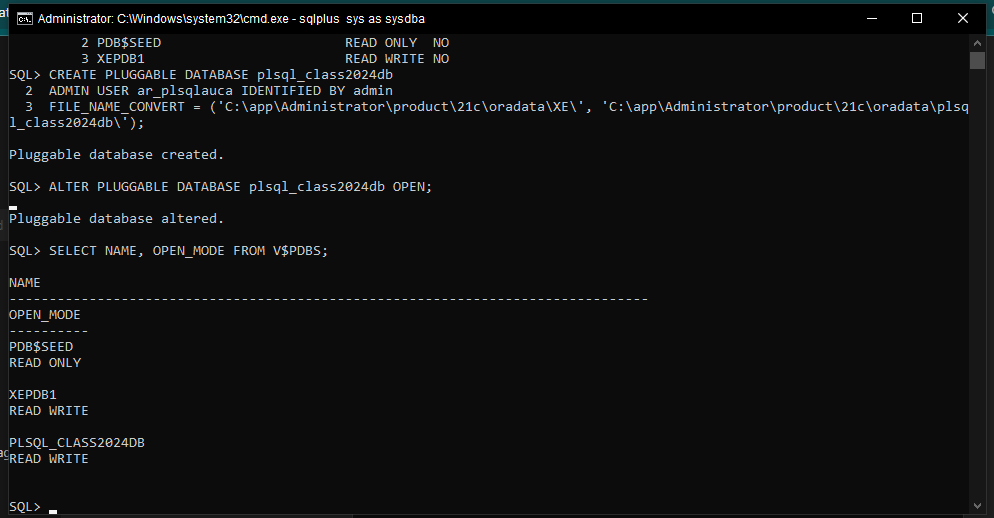 Administrator: C:\Windows\system32\cmd.exe - sqlplus  sys as sysdba
         2 PDB$SEED                       READ ONLY  NO
         3 XEPDB1                         READ WRITE NO
SQL> CREATE PLUGGABLE DATABASE plsql_class2024db
  2  ADMIN USER ar_plsqlauca IDENTIFIED BY admin
  3  FILE_NAME_CONVERT = ('C:\app\Administrator\product\21c\oradata\XE\', 'C:\app\Administrator\product\21c\oradata\plsq
l_class2024db\');
Pluggable database created.
SQL> ALTER PLUGGABLE DATABASE plsql_class2024db OPEN;
Pluggable database altered.
SQL> SELECT NAME, OPEN_MODE FROM V$PDBS;
NAME
--------------------------------------------------------------------------------
OPEN_MODE
----------
PDB$SEED
READ ONLY
XEPDB1
READ WRITE
PLSQL_CLASS2024DB
READ WRITE
SQL>